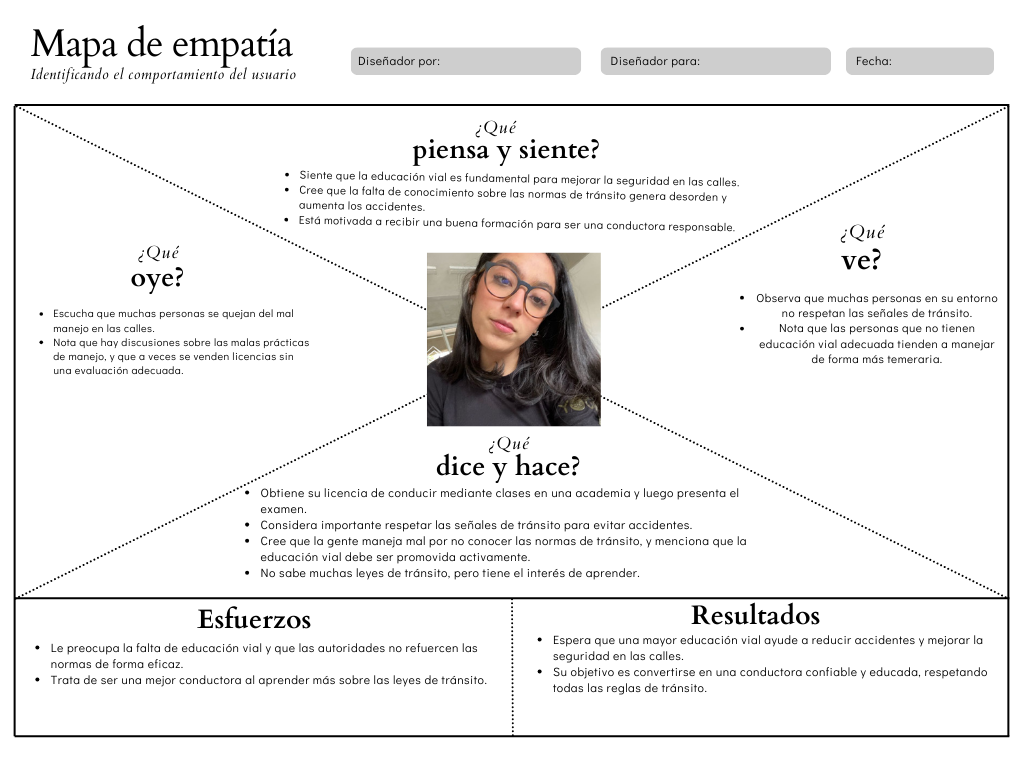 Mapa de empatía
Identificando el comportamiento del usuario
Diseñador por:
Diseñador para:
Fecha:
¿Qué
piensa y siente?
• Siente que la educación vial es fundamental para mejorar la seguridad en las calles.
• Cree que la falta de conocimiento sobre las normas de tránsito genera desorden y
aumenta los accidentes.
• Está motivada a recibir una buena formación para ser una conductora responsable.
¿Qué
oye?
• Escucha que muchas personas se quejan del mal
manejo en las calles.
• Nota que hay discusiones sobre las malas prácticas
de manejo, y que a veces se venden licencias sin
una evaluación adecuada.
¿Qué
ve?
• Observa que muchas personas en su entorno
no respetan las señales de tránsito.
• Nota que las personas que no tienen
educación vial adecuada tienden a manejar
de forma más temeraria.
¿Qué
dice y hace?
• Obtiene su licencia de conducir mediante clases en una academia y luego presenta el
examen.
• Considera importante respetar las señales de tránsito para evitar accidentes.
• Cree que la gente maneja mal por no conocer las normas de tránsito, y menciona que la
educación vial debe ser promovida activamente.
• No sabe muchas leyes de tránsito, pero tiene el interés de aprender.
Esfuerzos
• Le preocupa la falta de educación vial y que las autoridades no refuercen las
normas de forma eficaz.
• Trata de ser una mejor conductora al aprender más sobre las leyes de tránsito.
Resultados
• Espera que una mayor educación vial ayude a reducir accidentes y mejorar la
seguridad en las calles.
• Su objetivo es convertirse en una conductora confiable y educada, respetando
todas las reglas de tránsito.